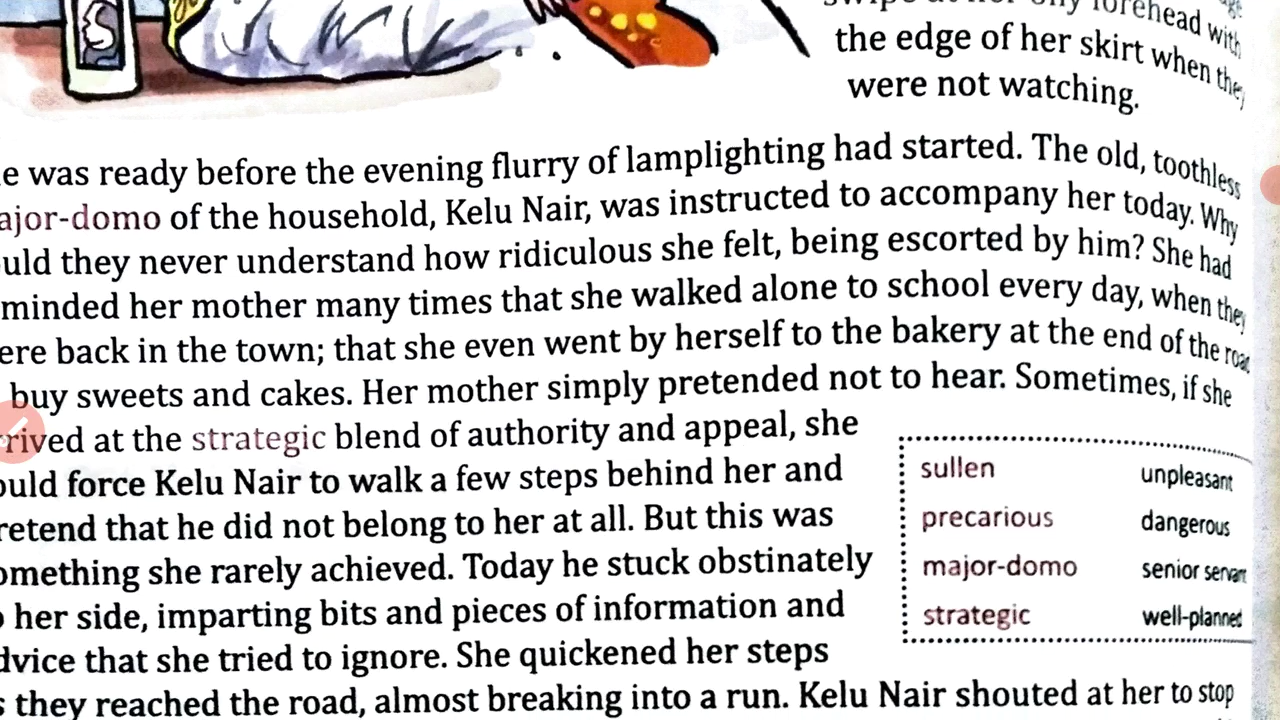 forehead with
the edge of her skirt when they
were not watching.
was ready before the evening flurry of lamplighting had started. The old, toothless
ajor-domo of the household, Kelu Nair, was instructed to accompany her today. Why
ould they never understand how ridiculous she felt, being escorted by him? She had
minded her mother many times that she walked alone to school every day, when they
ere back in the town; that she even went by herself to the bakery at the end of the road
buy sweets and cakes. Her mother simply pretended not to hear. Sometimes, if she
rrived at the strategic blend of authority and appeal, she
ould force Kelu Nair to walk a few steps behind her and
retend that he did not belong to her at all. But this was
omething she rarely achieved. Today he stuck obstinately
her side, imparting bits and pieces of information and
dvice that she tried to ignore. She quickened her steps
s they reached the road, almost breaking into a run. Kelu Nair shouted at her to stop
sullen unpleasant
precarious dangerous
major-domo senior servant
strategic well-planned